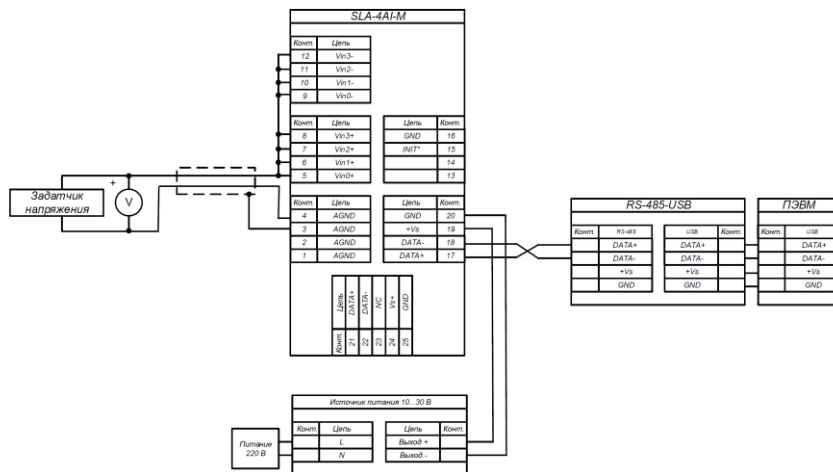 SLA-4AI-M
Конт. Цепь
12 Vin3-
11 Vin2-
10 Vin1-
9 Vin0-
Конт. Цепь
8 Vin3+
7 Vin2+
6 Vin1+
5 Vin0+
Цепь Конт.
GND 16
INIT* 15
14
13
Конт. Цепь
4 AGND
3 AGND
2 AGND
1 AGND
Цепь Конт.
GND 20
+Vs 19
DATA- 18
DATA+ 17
Конт. Цепь
21 DATA+
22 DATA-
23 NC
24 Vs+
25 GND
Задатчик
напряжения
+
V
RS-485-USB
Конт. RS-485
DATA+
DATA-
+Vs
GND
USB Конт.
DATA+
DATA-
+Vs
GND
ПЭВМ
Конт. USB
DATA+
DATA-
+Vs
GND
Источник питания 10...30 В
Конт. Цепь
L
N
Цепь Конт.
Выход +
Выход -
Питание
220 В